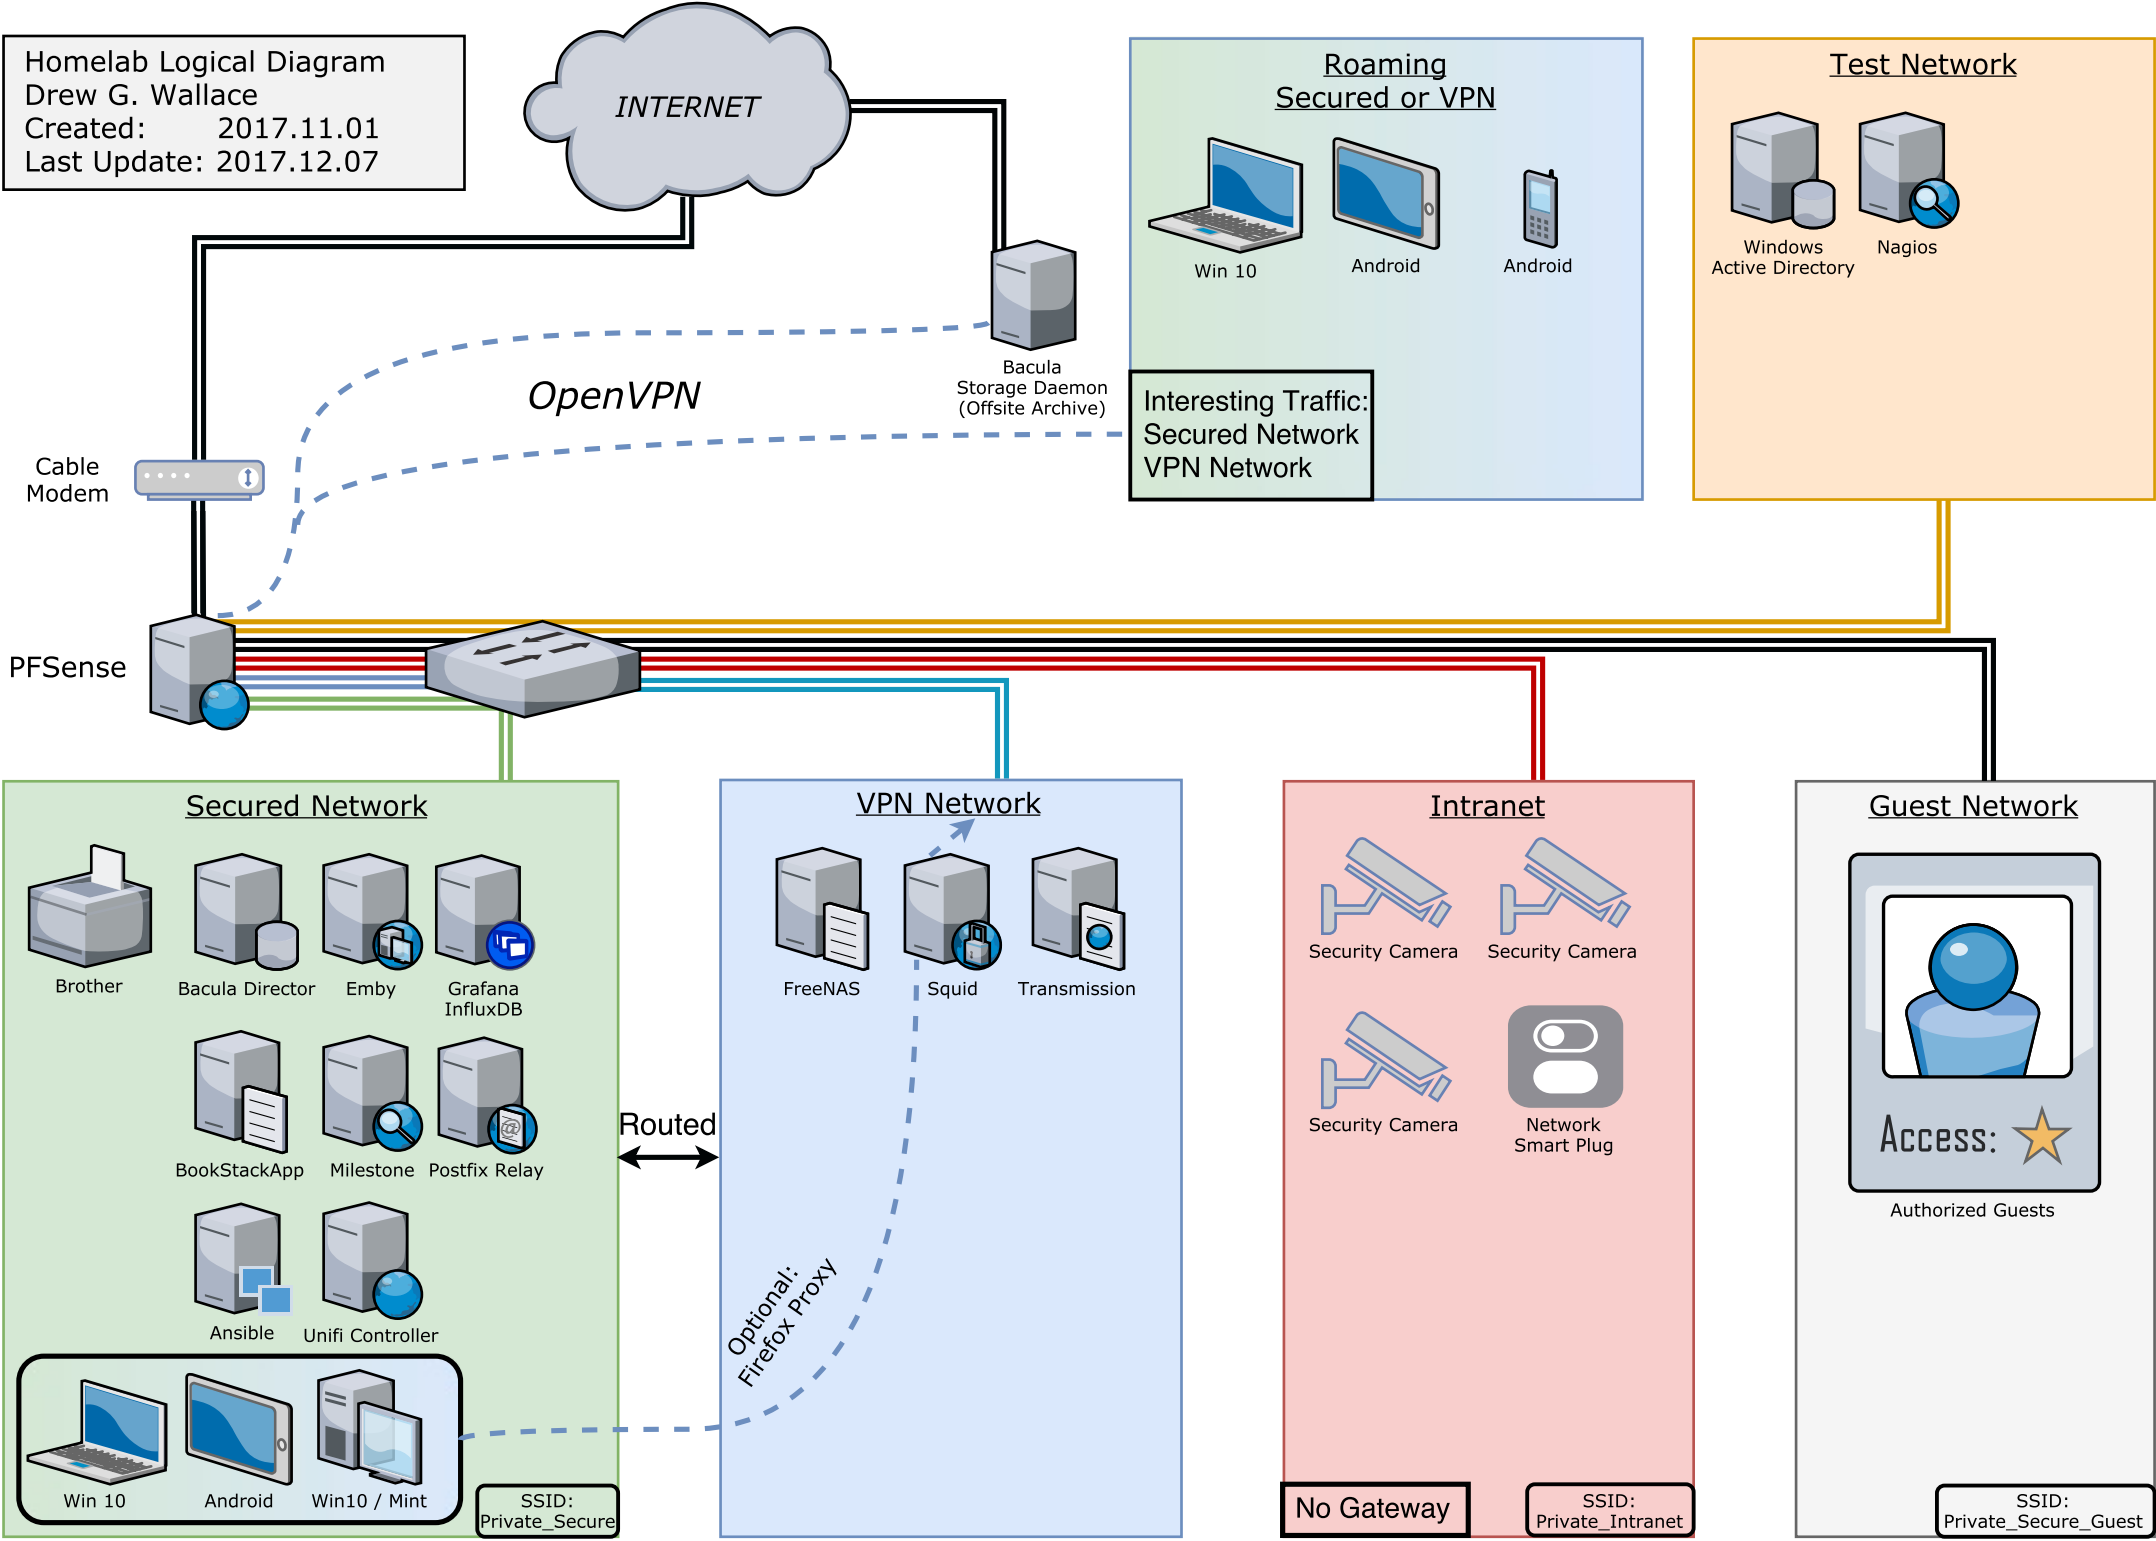 Homelab Logical Diagram
Drew G. Wallace
Created: 2017.11.01
Last Update: 2017.12.07
INTERNET
Roaming
Secured or VPN
Win 10
Android
Android
Interesting Traffic:
Secured Network
VPN Network
Test Network
Windows
Active Directory
Nagios
Bacula
Storage Daemon
(Offsite Archive)
OpenVPN
Cable
Modem
PFSense
Secured Network
Brother
Bacula Director
Emby
Grafana
InfluxDB
BookStackApp
Milestone
Postfix Relay
@
Ansible
Unifi Controller
Win 10
Android
Win10 / Mint
SSID:
Private_Secure
Routed
VPN Network
FreeNAS
Squid
Transmission
Optional:
Firefox Proxy
Intranet
Security Camera
Security Camera
Security Camera
Network
Smart Plug
No Gateway
SSID:
Private_Intranet
Guest Network
Access:
Authorized Guests
SSID:
Private_Secure_Guest